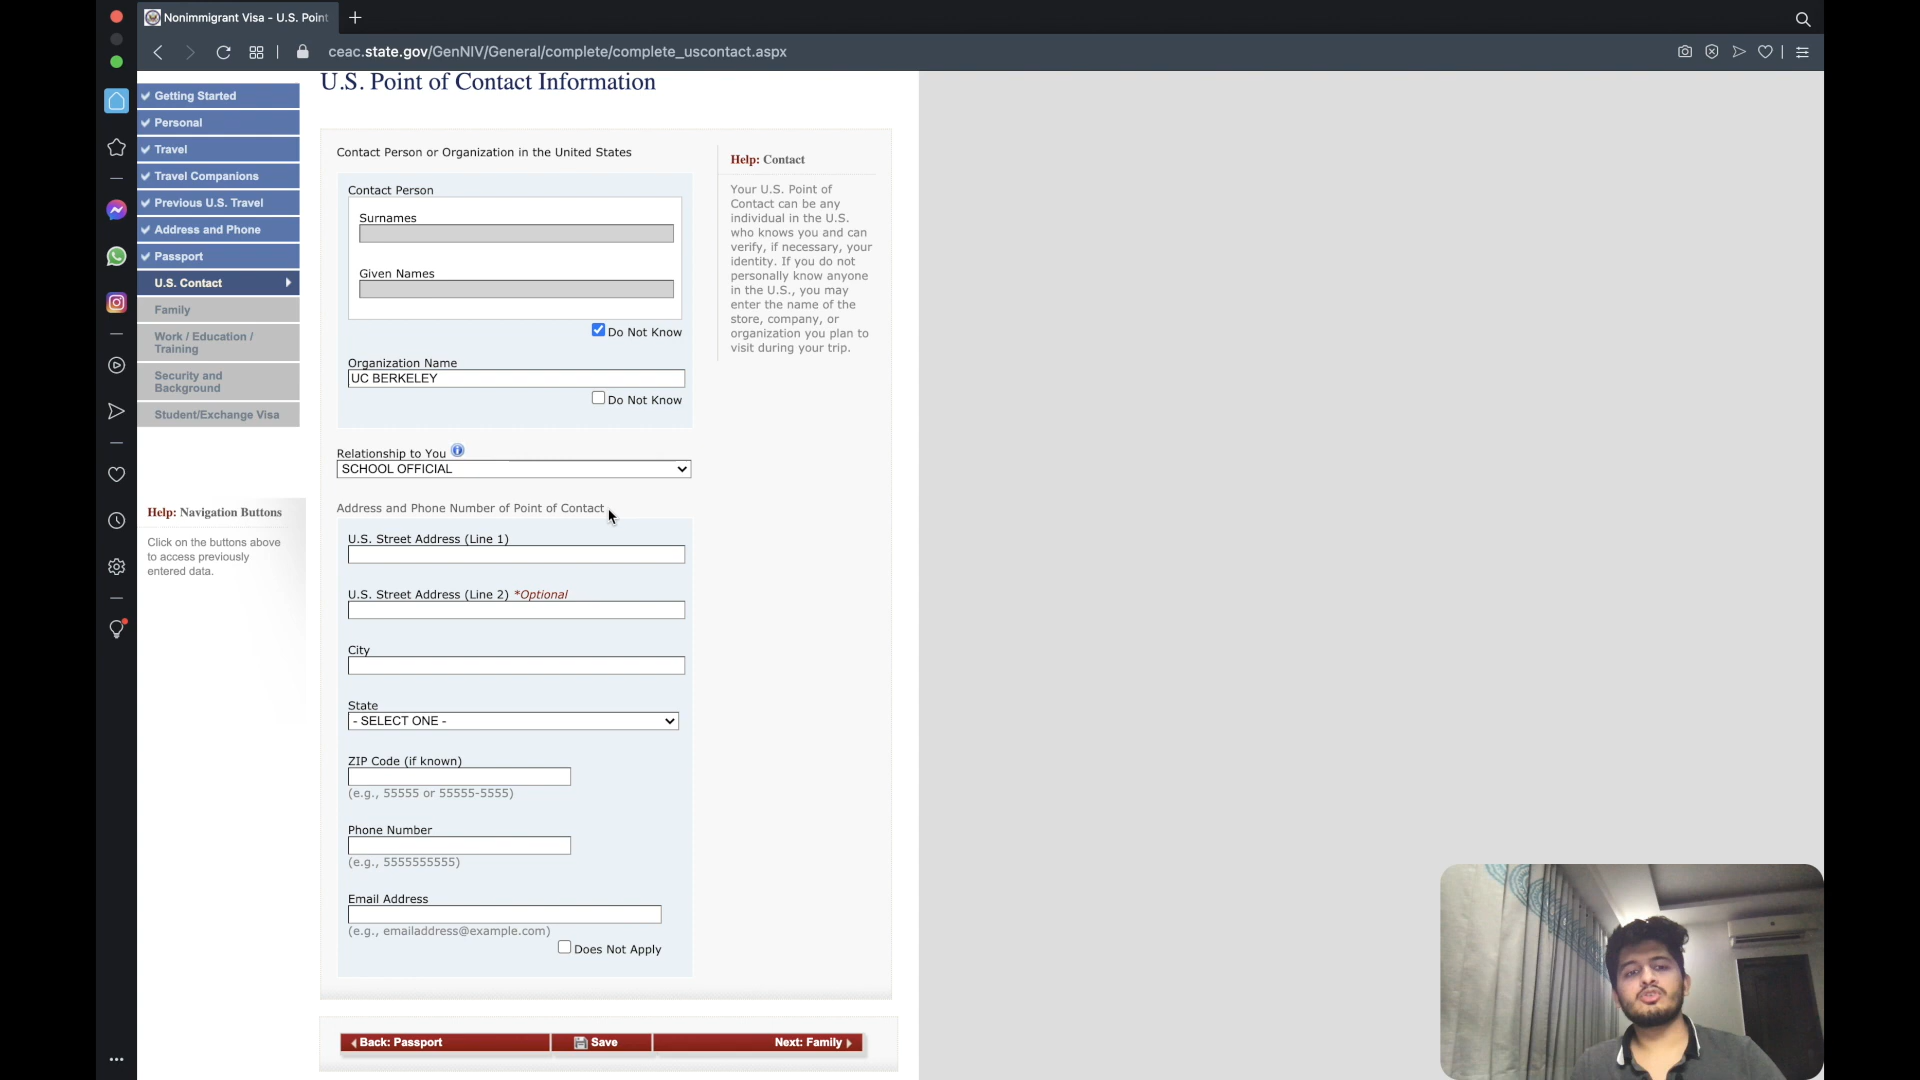 Nonimmigrant Visa - U.S. Point
ceac.state.gov/GenNIV/General/complete/complete_uscontact.aspx
U.S. Point of Contact Information
Getting Started
Personal
Travel
Travel Companions
Previous U.S. Travel
Address and Phone
Passport
U.S. Contact
Family
Work / Education /
Training
Security and
Background
Student/Exchange Visa
Help: Navigation Buttons
Click on the buttons above
to access previously
entered data.
Contact Person or Organization in the United States
Contact Person
Surnames
Given Names
Do Not Know
Organization Name
UC BERKELEY
Do Not Know
Relationship to You
SCHOOL OFFICIAL
Address and Phone Number of Point of Contact
U.S. Street Address (Line 1)
U.S. Street Address (Line 2) *Optional
City
State
- SELECT ONE -
ZIP Code (if known)
(e.g., 55555 or 55555-5555)
Phone Number
(e.g., 5555555555)
Email Address
(e.g., emailaddress@example.com)
Does Not Apply
Help: Contact
Your U.S. Point of
Contact can be any
individual in the U.S.
who knows you and can
verify, if necessary, your
identity. If you do not
personally know anyone
in the U.S., you may
enter the name of the
store, company, or
organization you plan to
visit during your trip.
Back: Passport
Save
Next: Family